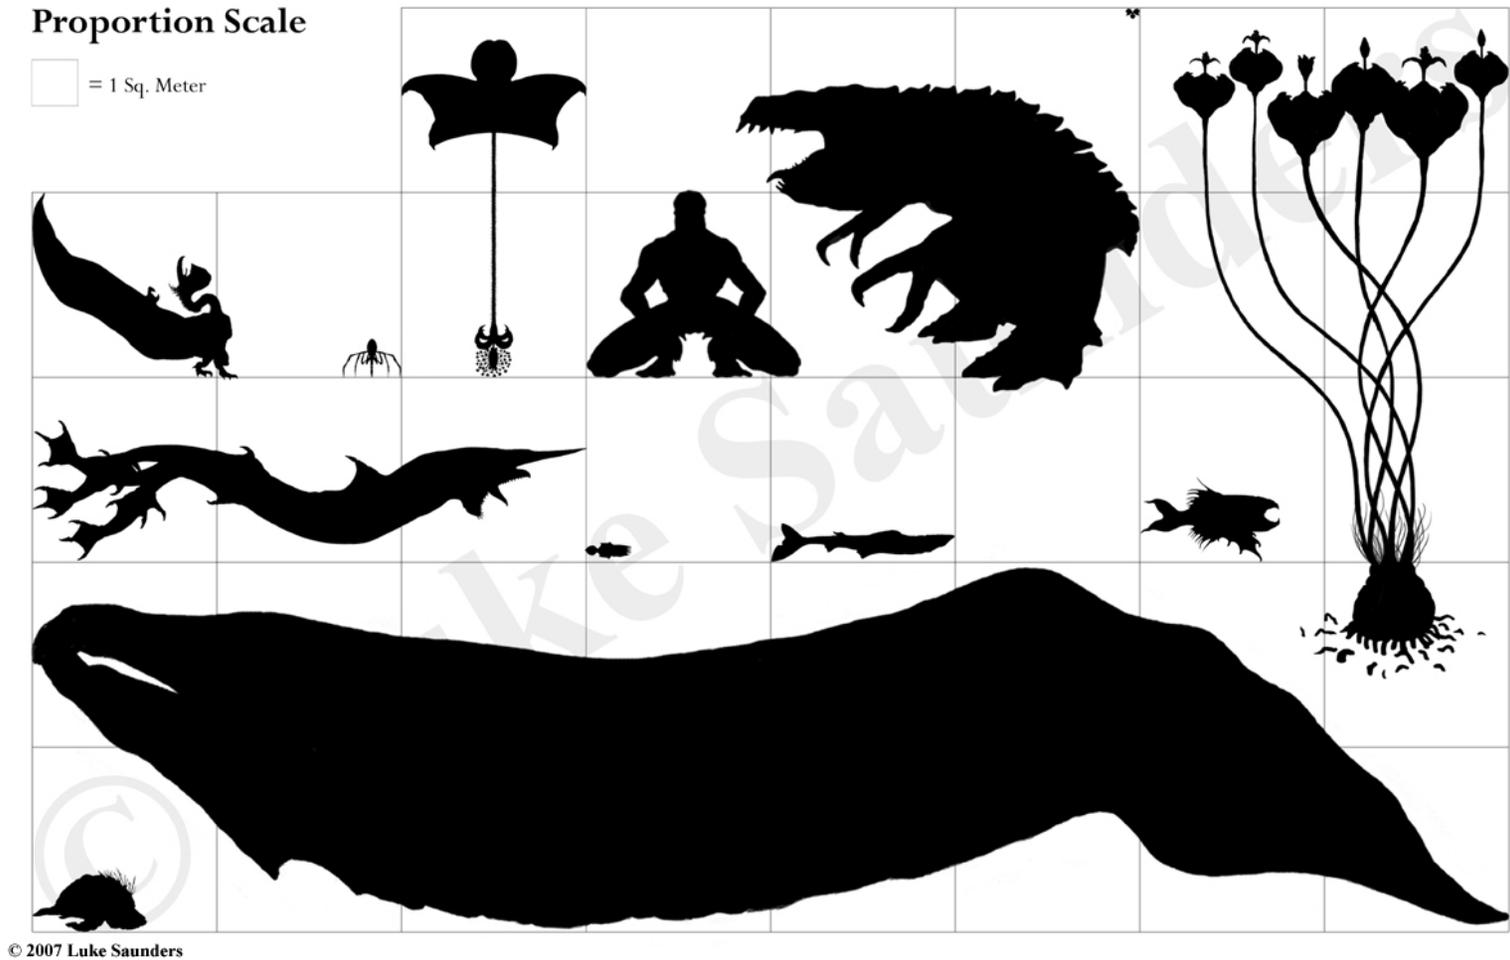 Proportion Scale
= 1 Sq. Meter
© Luke Saunders
© 2007 Luke Saunders